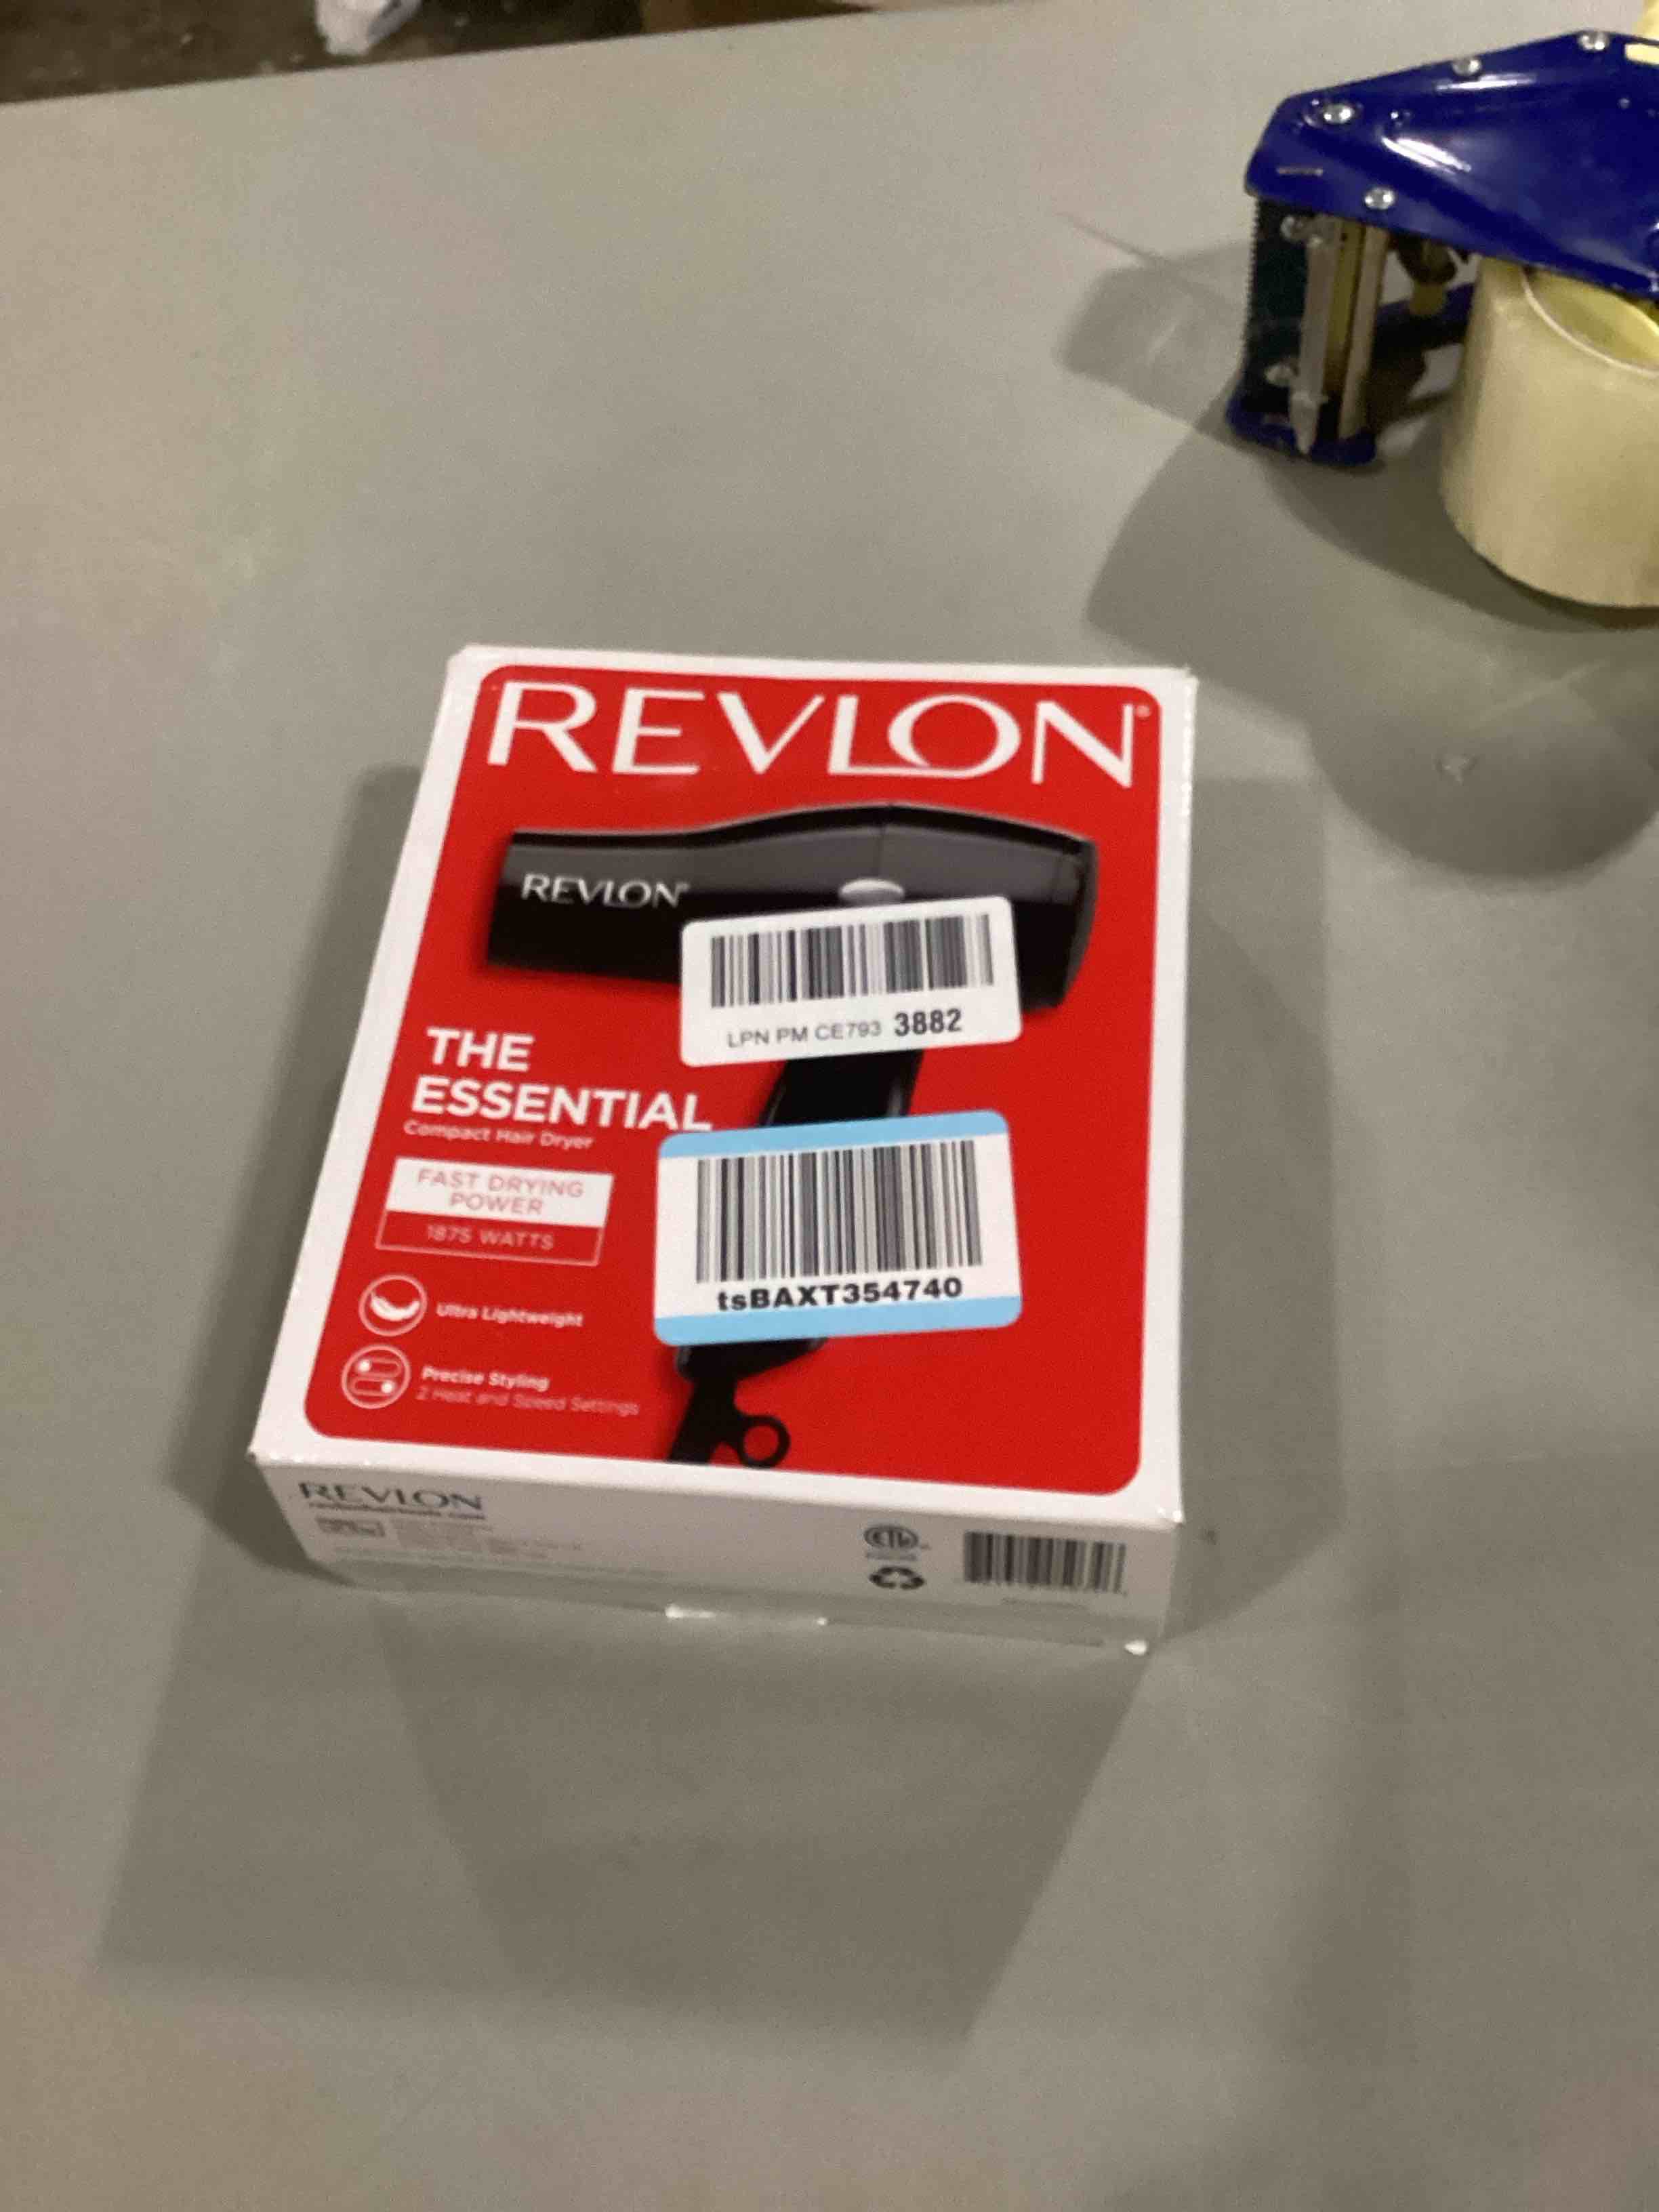 REVLON®
REVLON®
LPN PM CE793 3882
THE
ESSENTIAL
Compact Hair Dryer
FAST DRYING
POWER
1875 WATTS
tsBAXT354740
Ultra Lightweight
Precise Styling
2 Heat and Speed Settings
REVLON
ETL